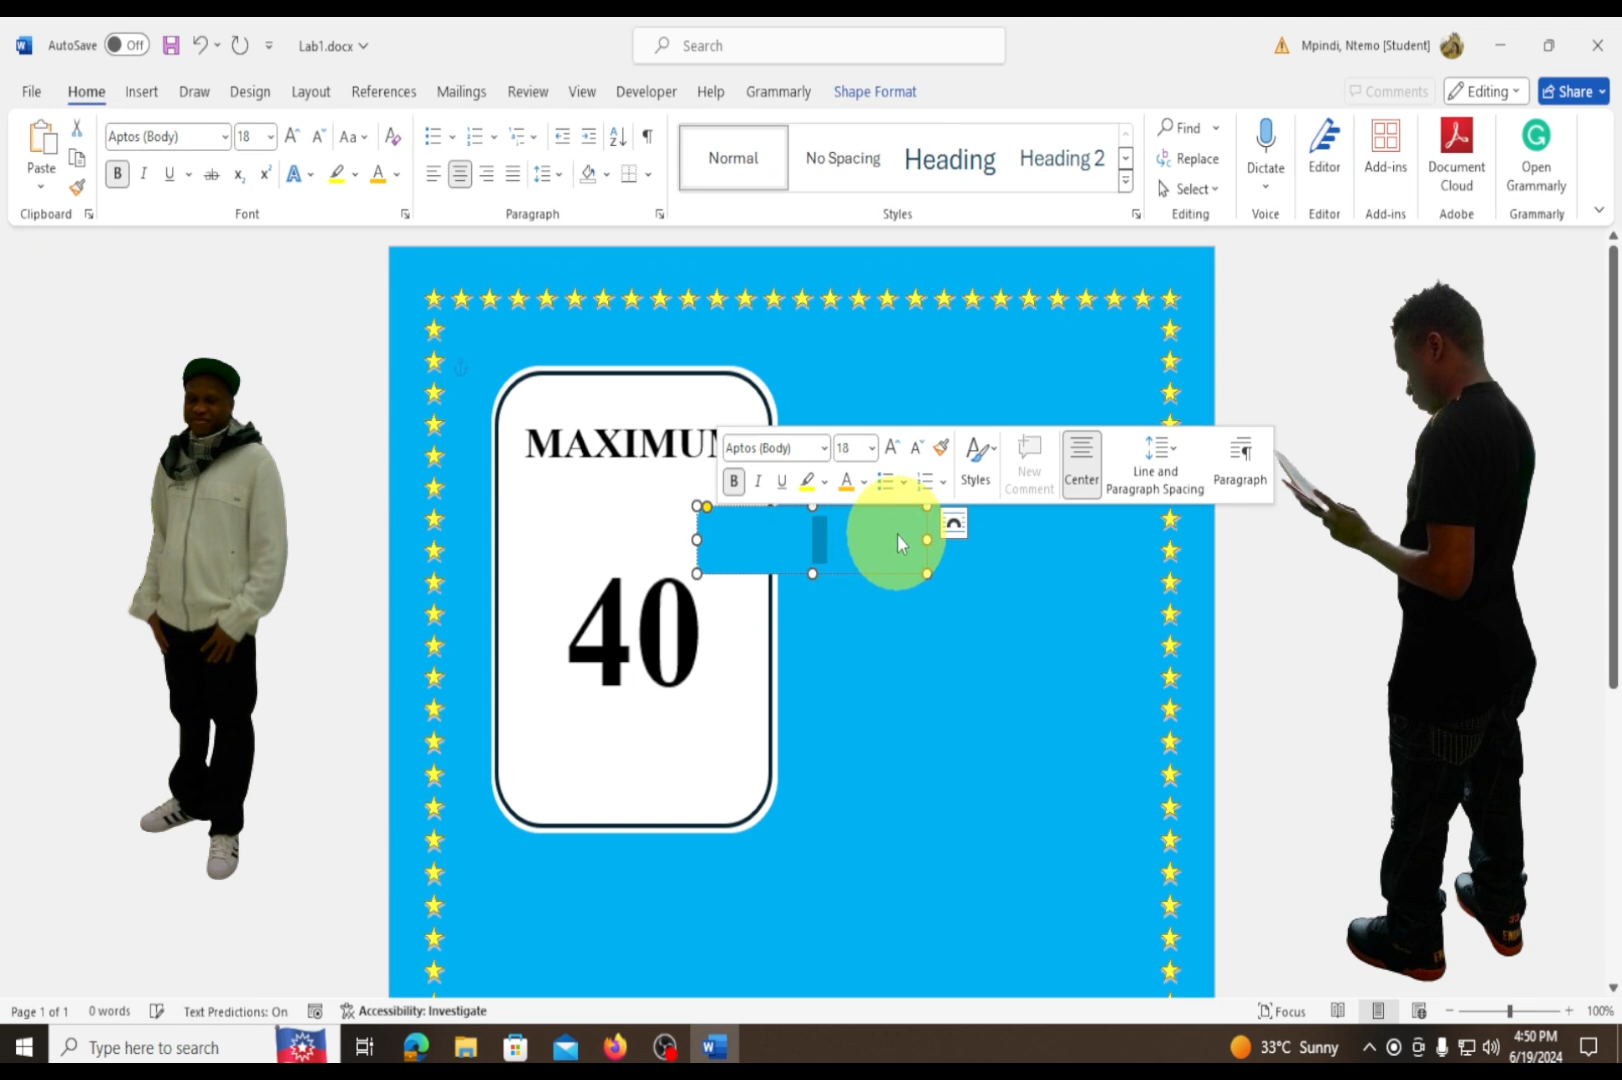 AutoSave Off Lab1.docx Search Mpindi, Ntemo [Student]
File Home Insert Draw Design Layout References Mailings Review View Developer Help Grammarly Shape Format Comments Editing Share
Paste Aptos (Body) 18 Aa Normal No Spacing Heading Heading 2 Find Replace Select Dictate Editor Add-ins Document Cloud Open Grammarly
Clipboard Font Paragraph Styles Editing Voice Editor Add-ins Adobe Grammarly
MAXIMUM
Aptos (Body) 18 Styles New Comment Center Line and Paragraph Spacing Paragraph
40
Page 1 of 1 0 words Text Predictions: On Accessibility: Investigate Focus 100%
Type here to search 33°C Sunny 4:50 PM
6/19/2024